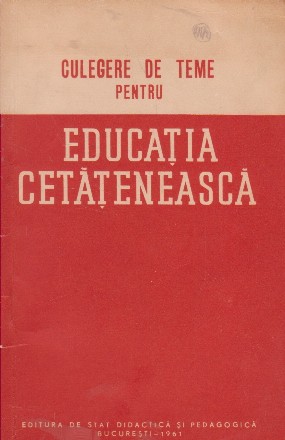 CULEGERE DE TEME
PENTRU
EDUCAȚIA
CETĂȚENEASCĂ
EDITURA DE STAT DIDACTICĂ ȘI PEDAGOGICĂ
BUCUREȘTI—1961